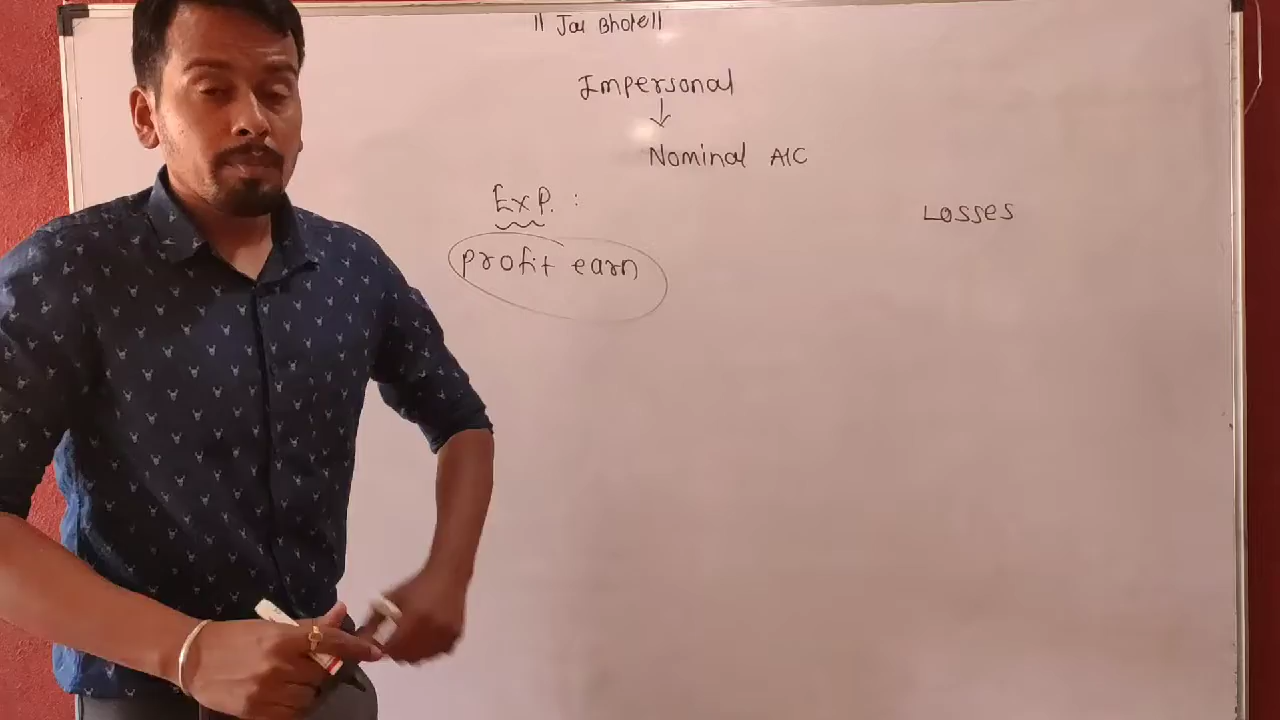 || Jai Bhole ||
Impersonal
↓
Nominal A/C
Exp. :
Losses
profit earn